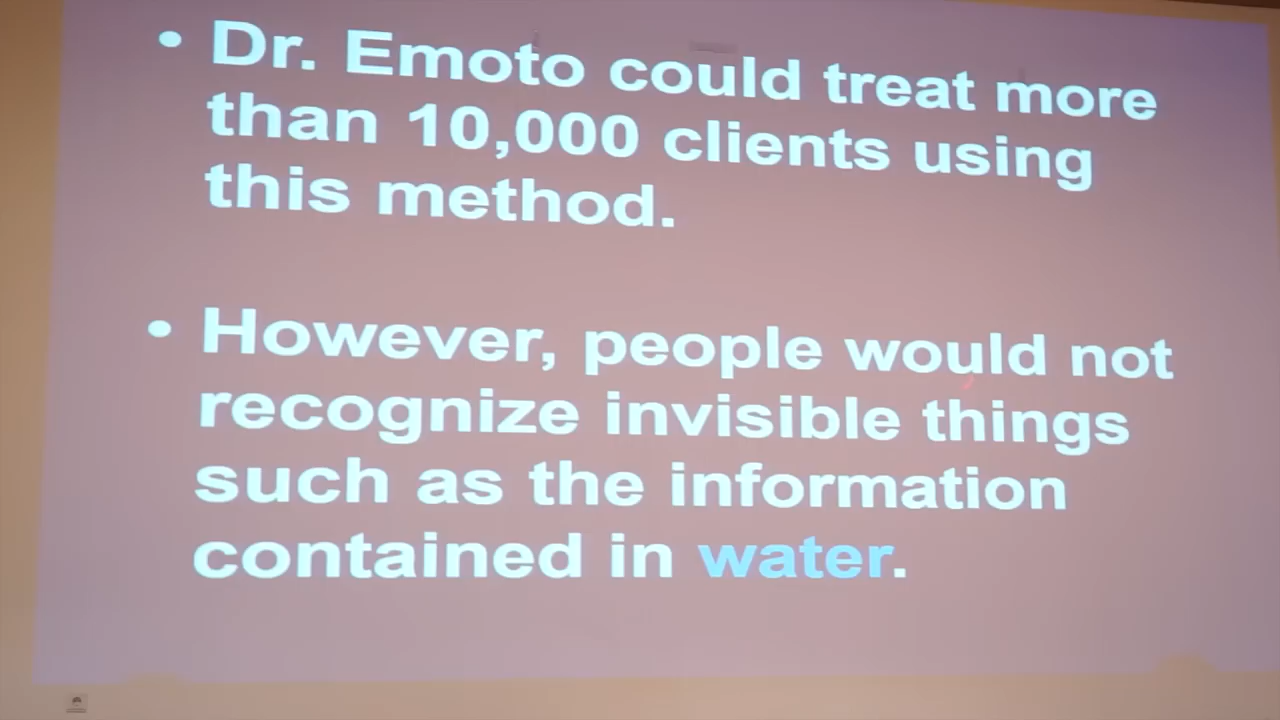 • Dr. Emoto could treat more
than 10,000 clients using
this method.
• However, people would not
recognize invisible things
such as the information
contained in water.